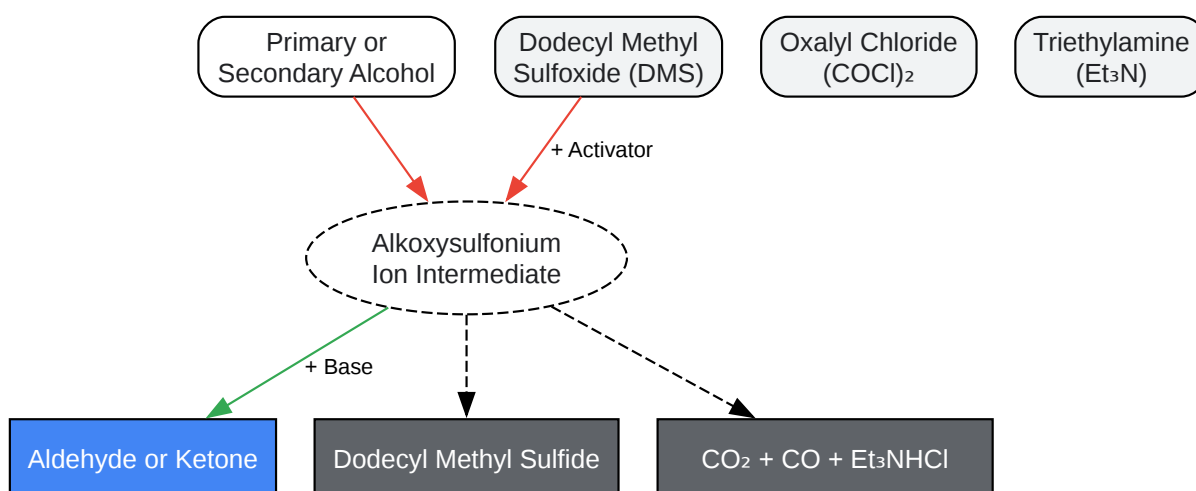 Primary or
Secondary Alcohol
Dodecyl Methyl
Sulfoxide (DMS)
Oxalyl Chloride
(COCl)₂
Triethylamine
(Et₃N)
+ Activator
Alkoxysulfonium
Ion Intermediate
+ Base
Aldehyde or Ketone
Dodecyl Methyl Sulfide
CO₂ + CO + Et₃NHCl